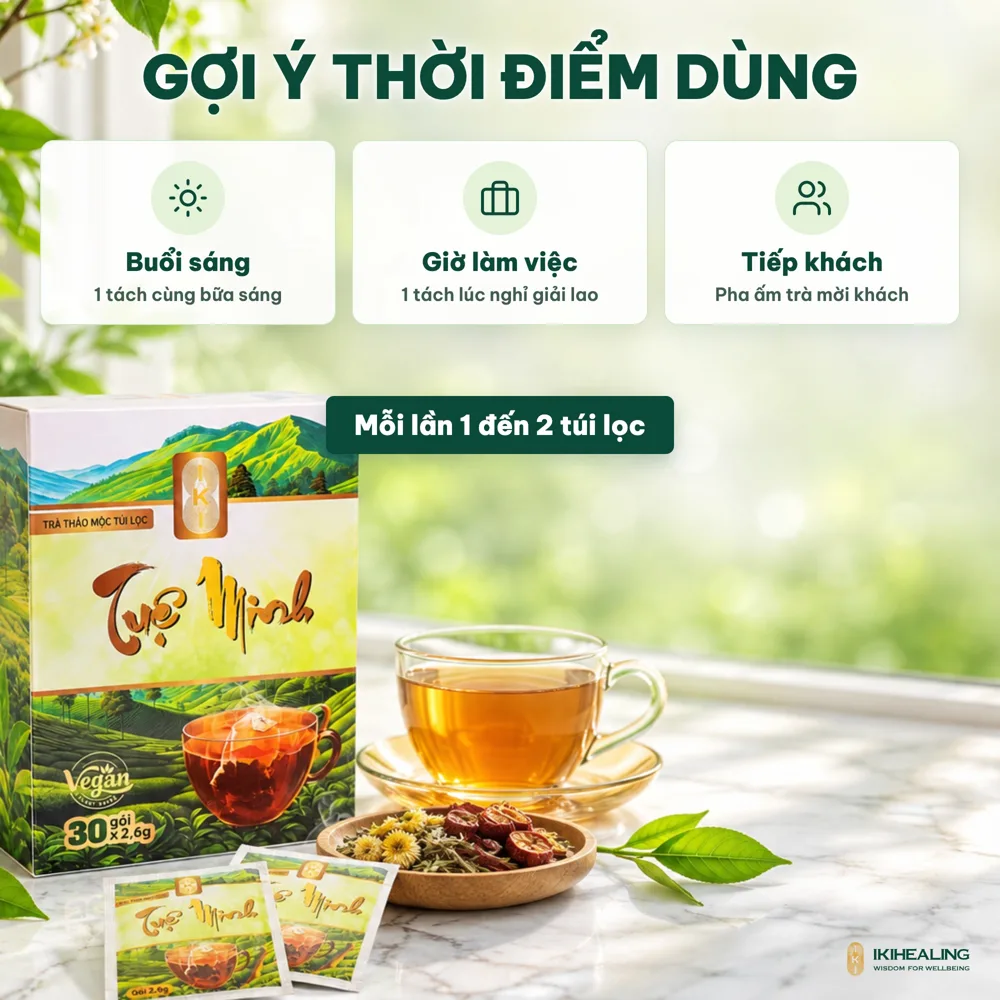 GỢI Ý THỜI ĐIỂM DÙNG
Buổi sáng
1 tách cùng bữa sáng
Giờ làm việc
1 tách lúc nghỉ giải lao
Tiếp khách
Pha ấm trà mời khách
Mỗi lần 1 đến 2 túi lọc
IKI
TRÀ THẢO MỘC TÚI LỌC
Tuệ Minh
Vegan
PLANT BASED
30 gói x 2,6g
Tuệ Minh
GÓI 2,6g
Tuệ Minh
IKI
IKIHEALING
WISDOM FOR WELLBEING